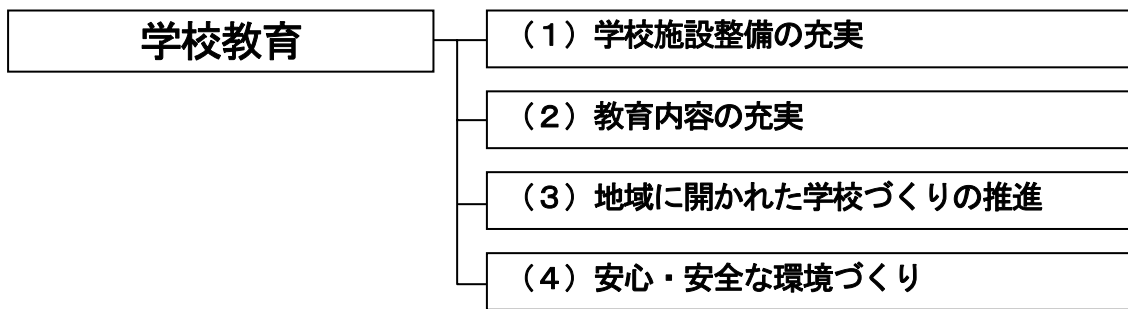 学校教育
（１）学校施設整備の充実
（２）教育内容の充実
（３）地域に開かれた学校づくりの推進
（４）安心・安全な環境づくり